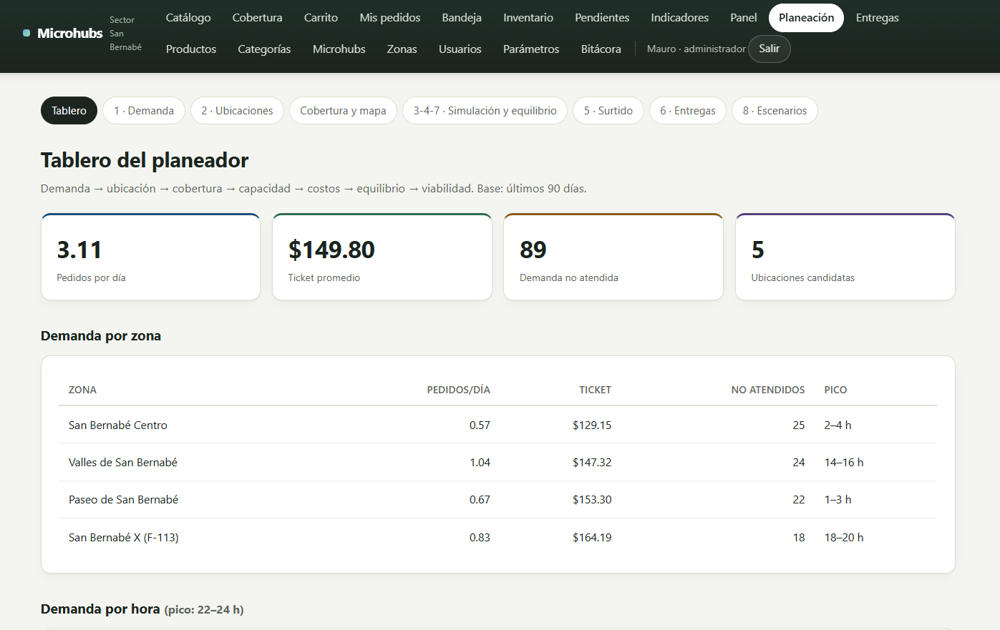 Microhubs
Sector
San
Bernabé
Catálogo Cobertura Carrito Mis pedidos Bandeja Inventario Pendientes Indicadores Panel Planeación Entregas
Productos Categorías Microhubs Zonas Usuarios Parámetros Bitácora Mauro · administrador Salir
Tablero 1 · Demanda 2 · Ubicaciones Cobertura y mapa 3-4-7 · Simulación y equilibrio 5 · Surtido 6 · Entregas 8 · Escenarios
Tablero del planeador
Demanda → ubicación → cobertura → capacidad → costos → equilibrio → viabilidad. Base: últimos 90 días.
3.11 $149.80 89 5
Pedidos por día Ticket promedio Demanda no atendida Ubicaciones candidatas
Demanda por zona
ZONA PEDIDOS/DÍA TICKET NO ATENDIDOS PICO
San Bernabé Centro 0.57 $129.15 25 2–4 h
Valles de San Bernabé 1.04 $147.32 24 14–16 h
Paseo de San Bernabé 0.67 $153.30 22 1–3 h
San Bernabé X (F-113) 0.83 $164.19 18 18–20 h
Demanda por hora (pico: 22–24 h)